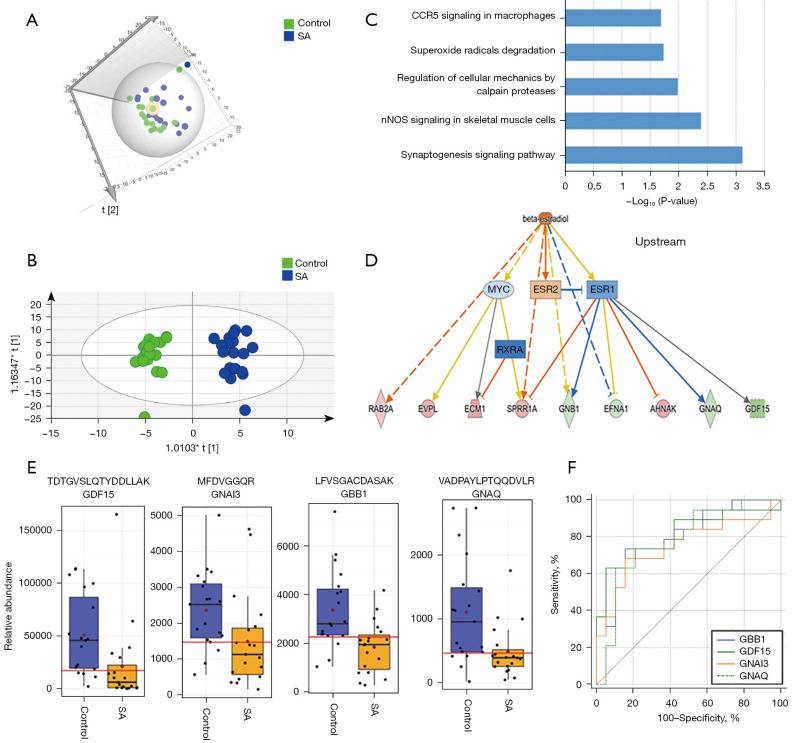 A
Control
SA
t [2]
B
Control
SA
20
15
10
5
0
−5
−10
−15
−20
−25
−15
−10
−5
0
5
10
1.16347* t [1]
1.0103* t [1]
C
CCR5 signaling in macrophages
Superoxide radicals degradation
Regulation of cellular mechanics by
calpain proteases
nNOS signaling in skeletal muscle cells
Synaptogenesis signaling pathway
0 0.5 1 1.5 2 2.5 3 3.5
−Log10 (P-value)
D
beta-estradiol
Upstream
MYC
ESR2
ESR1
RXRA
RAB2A
EVPL
ECM1
SPRR1A
GNB1
EFNA1
AHNAK
GNAQ
GDF15
E
Relative abundance
TDTGVSLQTYDDLLAK
GDF15
150000
100000
50000
0
Control
SA
MFDVGGQR
GNAI3
5000
4000
3000
2000
1000
0
Control
SA
LFVSGACDASAK
GBB1
6000
4000
2000
0
Control
SA
VADPAYLPTQQDVLR
GNAQ
2000
1000
0
Control
SA
F
Sensitivity, %
100
80
60
40
20
0
0 20 40 60 80 100
100−Specificity, %
GBB1
GDF15
GNAI3
GNAQ